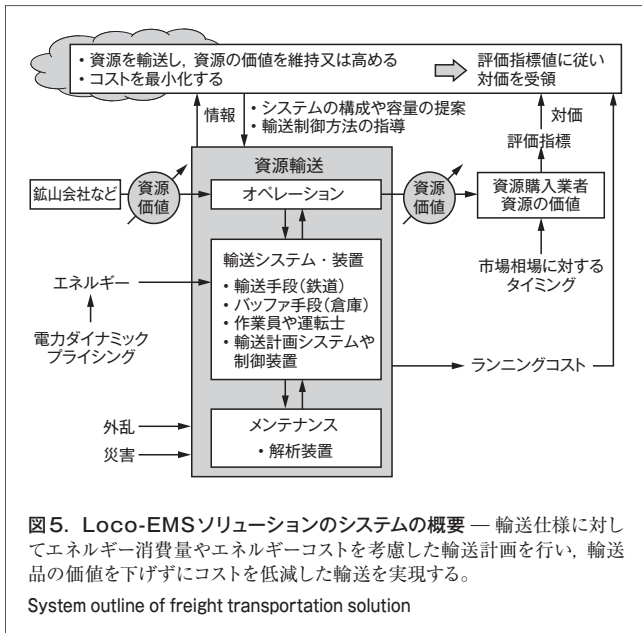 ・資源を輸送し，資源の価値を維持又は高める
・コストを最小化する
評価指標値に従い
対価を受領
情報
・システムの構成や容量の提案
・輸送制御方法の指導
対価
評価指標
資源輸送
鉱山会社など
資源
価値
オペレーション
資源
価値
資源購入業者
資源の価値
輸送システム・装置
・輸送手段（鉄道）
・バッファ手段（倉庫）
・作業員や運転士
・輸送計画システムや
制御装置
市場相場に対する
タイミング
エネルギー
電力ダイナミック
プライシング
ランニングコスト
外乱
災害
メンテナンス
・解析装置
図5．Loco-EMSソリューションのシステムの概要 — 輸送仕様に対し
てエネルギー消費量やエネルギーコストを考慮した輸送計画を行い，輸送
品の価値を下げずにコストを低減した輸送を実現する。
System outline of freight transportation solution